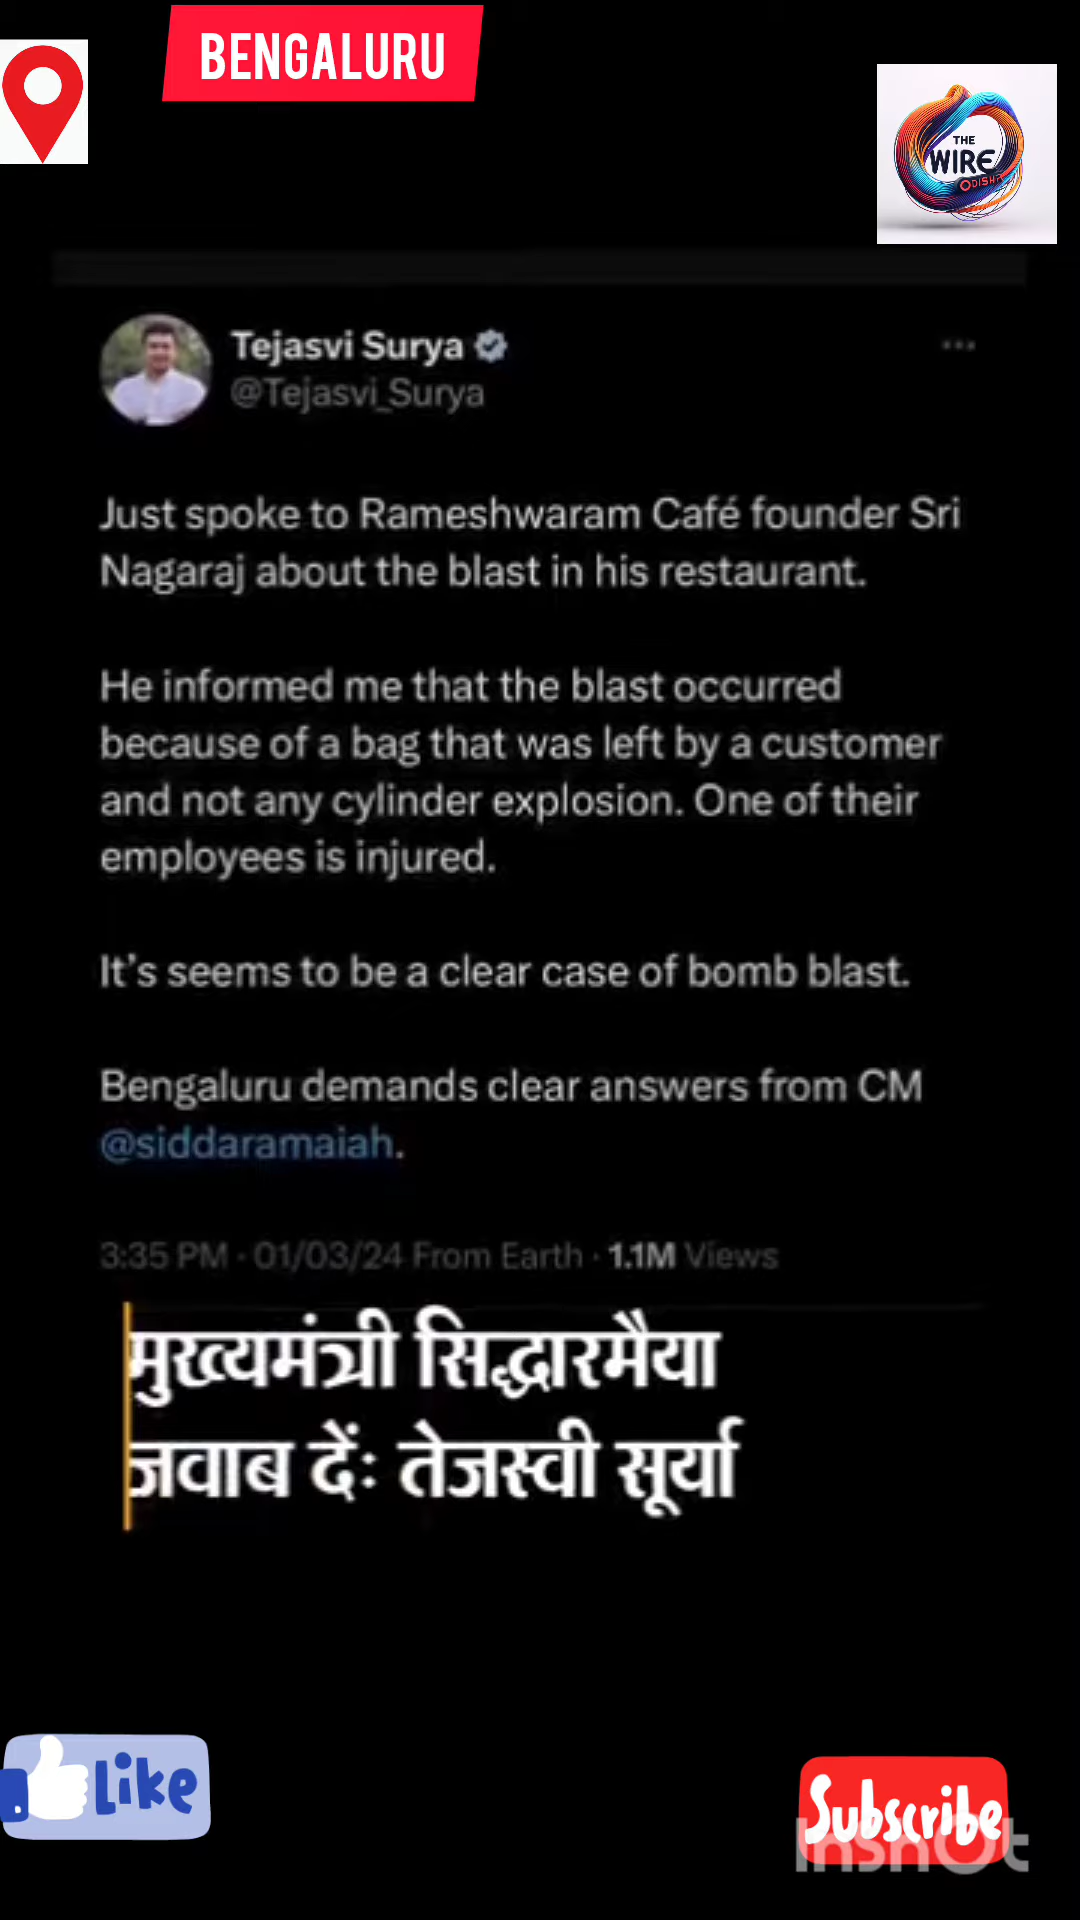 BENGALURU
THE
WIRE
ODISHA
Tejasvi Surya
@Tejasvi_Surya
Just spoke to Rameshwaram Café founder Sri
Nagaraj about the blast in his restaurant.
He informed me that the blast occurred
because of a bag that was left by a customer
and not any cylinder explosion. One of their
employees is injured.
It's seems to be a clear case of bomb blast.
Bengaluru demands clear answers from CM
@siddaramaiah.
3:35 PM · 01/03/24 From Earth · 1.1M Views
मुख्यमंत्री सिद्धारमैया
जवाब दें: तेजस्वी सूर्या
Like
Subscribe
InShOt